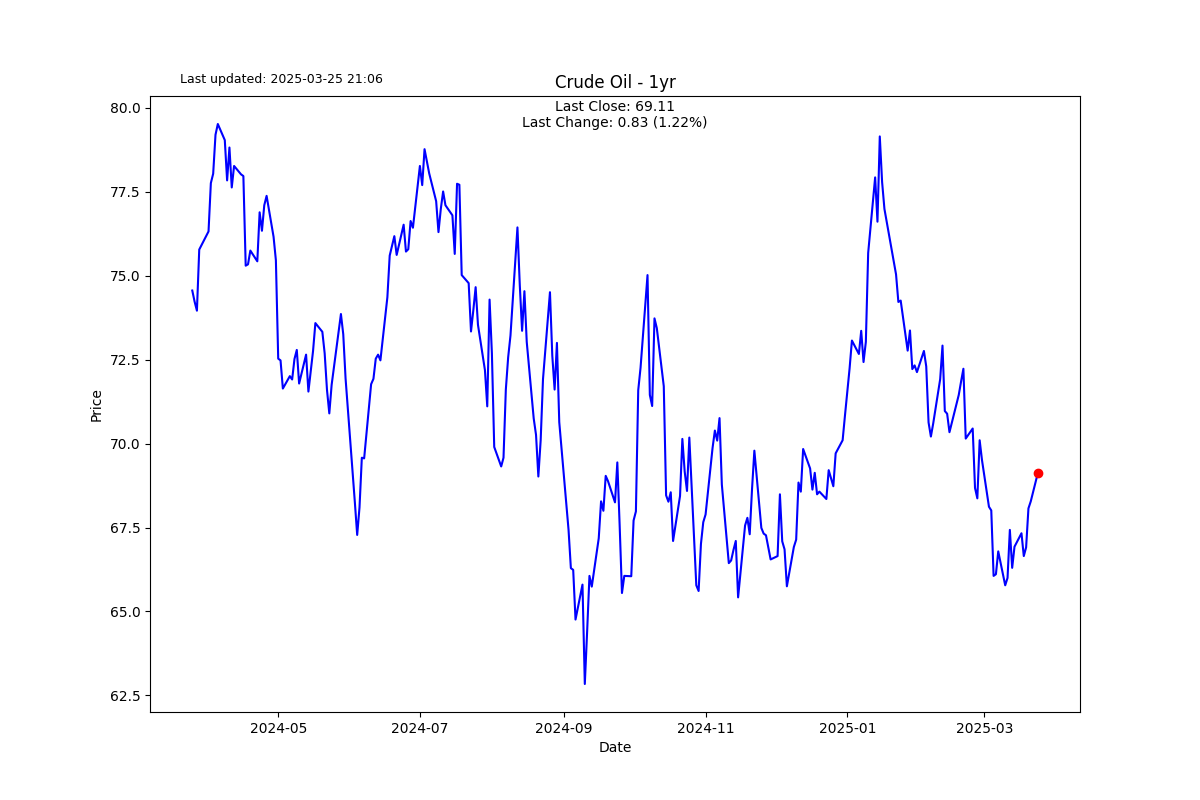 Last updated: 2025-03-25 21:06
Crude Oil - 1yr
Last Close: 69.11
Last Change: 0.83 (1.22%)
80.0
77.5
75.0
72.5
70.0
67.5
65.0
62.5
Price
2024-05
2024-07
2024-09
2024-11
2025-01
2025-03
Date